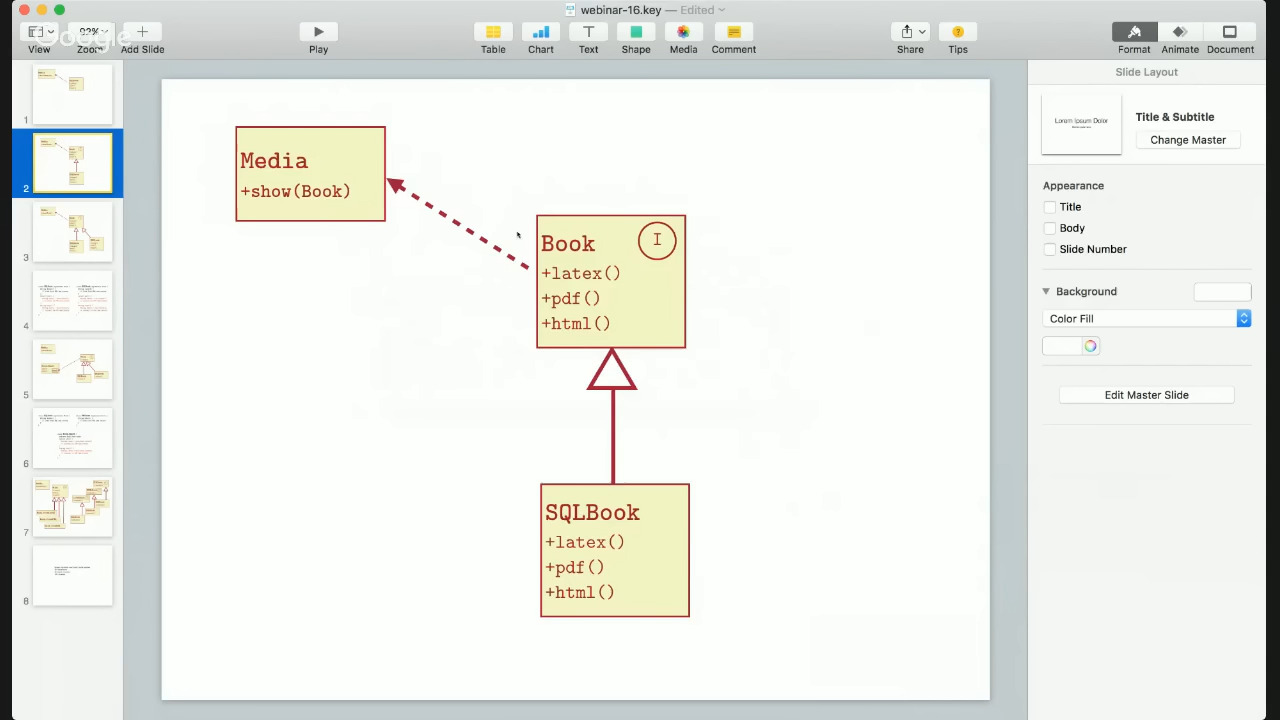 webinar-16.key — Edited
Google
View
Zoom
Add Slide
Play
Table
Chart
Text
Shape
Media
Comment
Share
Tips
Format
Animate
Document
1
2
3
4
5
6
7
8
Media
+show(Book)
Book
I
+latex()
+pdf()
+html()
SQLBook
+latex()
+pdf()
+html()
Slide Layout
Lorem Ipsum Dolor
Title & Subtitle
Change Master
Appearance
Title
Body
Slide Number
Background
Color Fill
Edit Master Slide